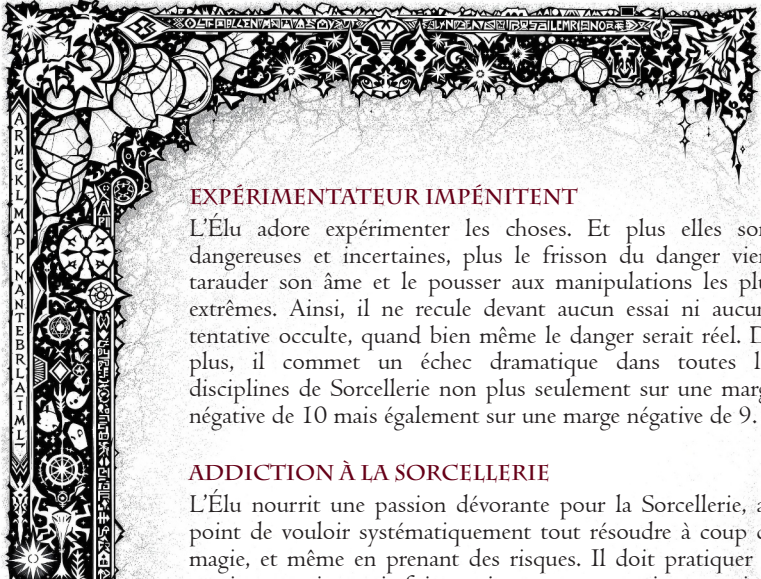 EXPÉRIMENTATEUR IMPÉNITENT
L'Élu adore expérimenter les choses. Et plus elles
dangereuses et incertaines, plus le frisson du danger
tarauder son âme et le pousser aux manipulations les
extrêmes. Ainsi, il ne recule devant aucun essai ni
tentative occulte, quand bien même le danger serait réel.
plus, il commet un échec dramatique dans toutes
disciplines de Sorcellerie non plus seulement sur une
négative de 10 mais également sur une marge négative de 9.
ADDICTION À LA SORCELLERIE
L'Élu nourrit une passion dévorante pour la Sorcellerie,
point de vouloir systématiquement tout résoudre à coup
magie, et même en prenant des risques. Il doit pratiquer